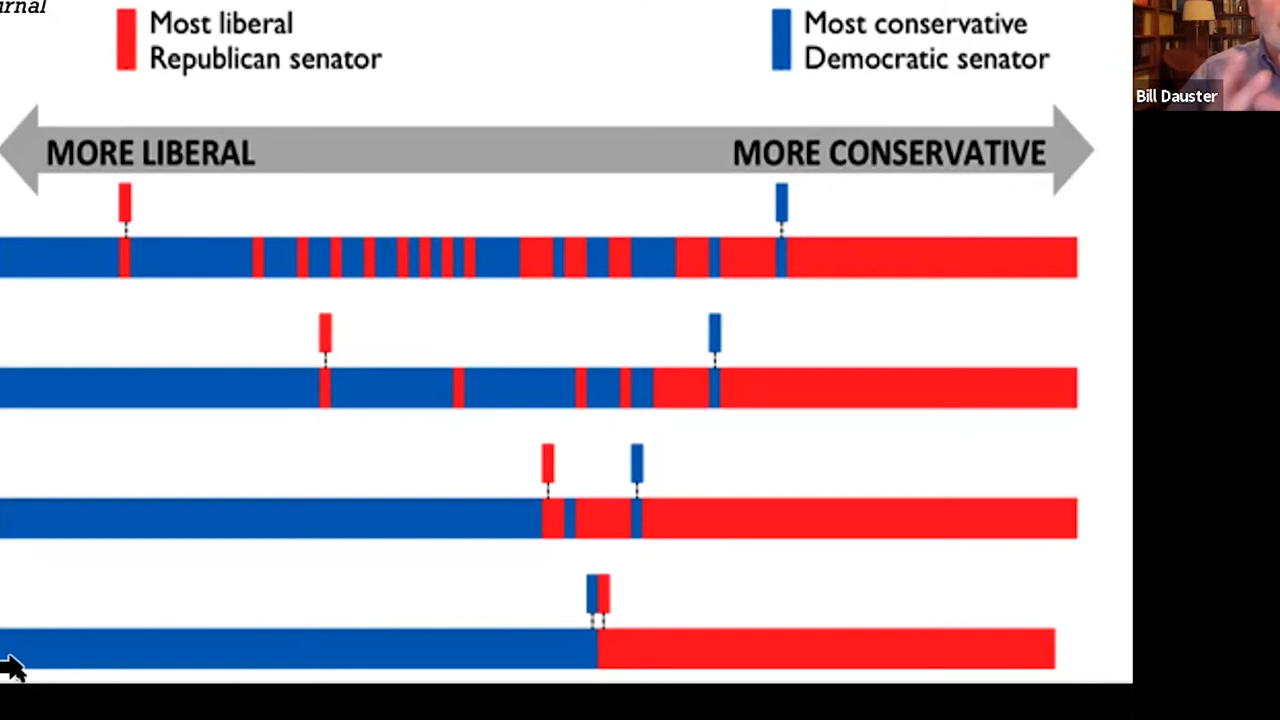 urnal
Most liberal
Republican senator
Most conservative
Democratic senator
Bill Dauster
MORE LIBERAL
MORE CONSERVATIVE